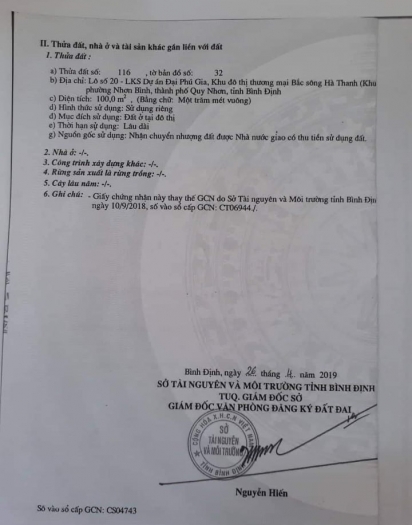 II. Thửa đất, nhà ở và tài sản khác gắn liền với đất
1. Thửa đất :
a) Thửa đất số: 116 , tờ bản đồ số: 32
b) Địa chỉ: Lô số 20 - LKS Dự án Đại Phú Gia, Khu đô thị thương mại Bắc sông Hà Thanh (Khu
phường Nhơn Bình, thành phố Quy Nhơn, tỉnh Bình Định
c) Diện tích: 100,0 m², (Bằng chữ: Một trăm mét vuông)
d) Hình thức sử dụng: Sử dụng riêng
đ) Mục đích sử dụng: Đất ở tại đô thị
e) Thời hạn sử dụng: Lâu dài
g) Nguồn gốc sử dụng: Nhận chuyển nhượng đất được Nhà nước giao có thu tiền sử dụng đất.
2. Nhà ở: -/-.
3. Công trình xây dựng khác: -/-.
4. Rừng sản xuất là rừng trồng: -/-.
5. Cây lâu năm: -/-.
6. Ghi chú: - Giấy chứng nhận này thay thế GCN do Sở Tài nguyên và Môi trường tỉnh Bình Địn
ngày 10/9/2018, số vào sổ cấp GCN: CT06944./.
Bình Định, ngày 26 tháng 4 năm 2019
SỞ TÀI NGUYÊN VÀ MÔI TRƯỜNG TỈNH BÌNH ĐỊNH
TUQ. GIÁM ĐỐC SỞ
GIÁM ĐỐC VĂN PHÒNG ĐĂNG KÝ ĐẤT ĐAI
CỘNG HÒA X.H.C.N VIỆT NAM
SỞ
TÀI NGUYÊN
VÀ MÔI TRƯỜNG
TỈNH BÌNH ĐỊNH
Nguyễn Hiến
Số vào sổ cấp GCN: CS04743